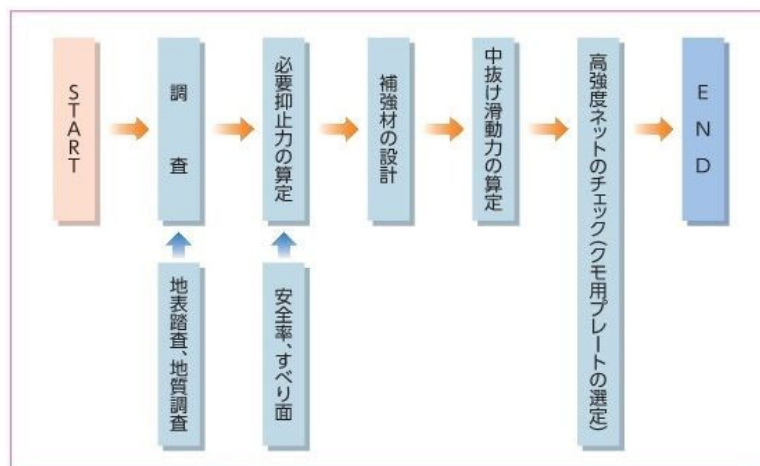 START
調査
必要抑止力の算定
補強材の設計
中抜け滑動力の算定
高強度ネットのチェック(クモ用プレートの選定)
END
地表踏査、地質調査
安全率、すべり面